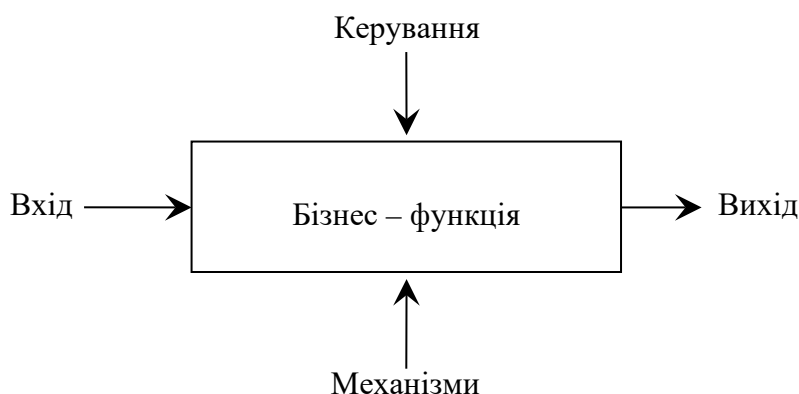 Керування
Вхід
Бізнес – функція
Вихід
Механізми